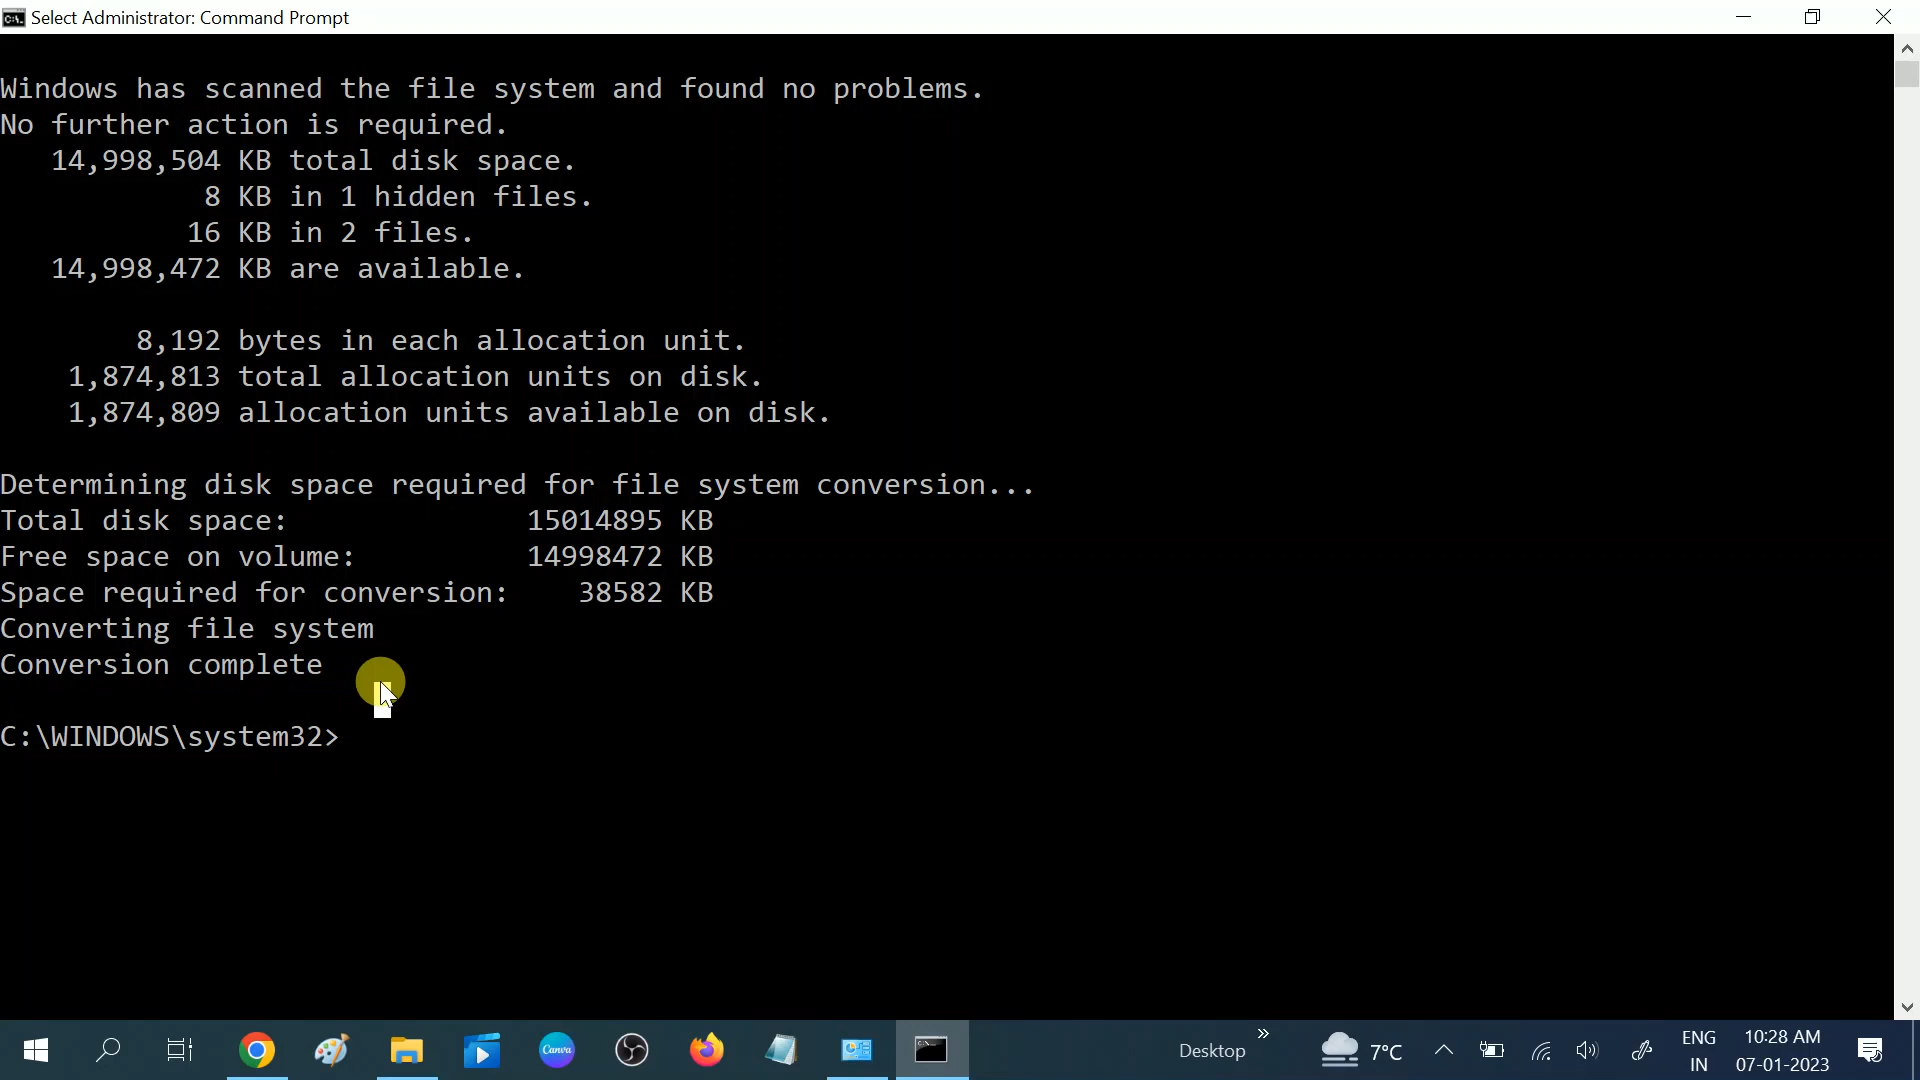 Select Administrator: Command Prompt
Windows has scanned the file system and found no problems.
No further action is required.
14,998,504 KB total disk space.
8 KB in 1 hidden files.
16 KB in 2 files.
14,998,472 KB are available.
8,192 bytes in each allocation unit.
1,874,813 total allocation units on disk.
1,874,809 allocation units available on disk.
Determining disk space required for file system conversion...
Total disk space: 15014895 KB
Free space on volume: 14998472 KB
Space required for conversion: 38582 KB
Converting file system
Conversion complete
C:\WINDOWS\system32>
Canva
Desktop
7°C
ENG
IN
10:28 AM
07-01-2023